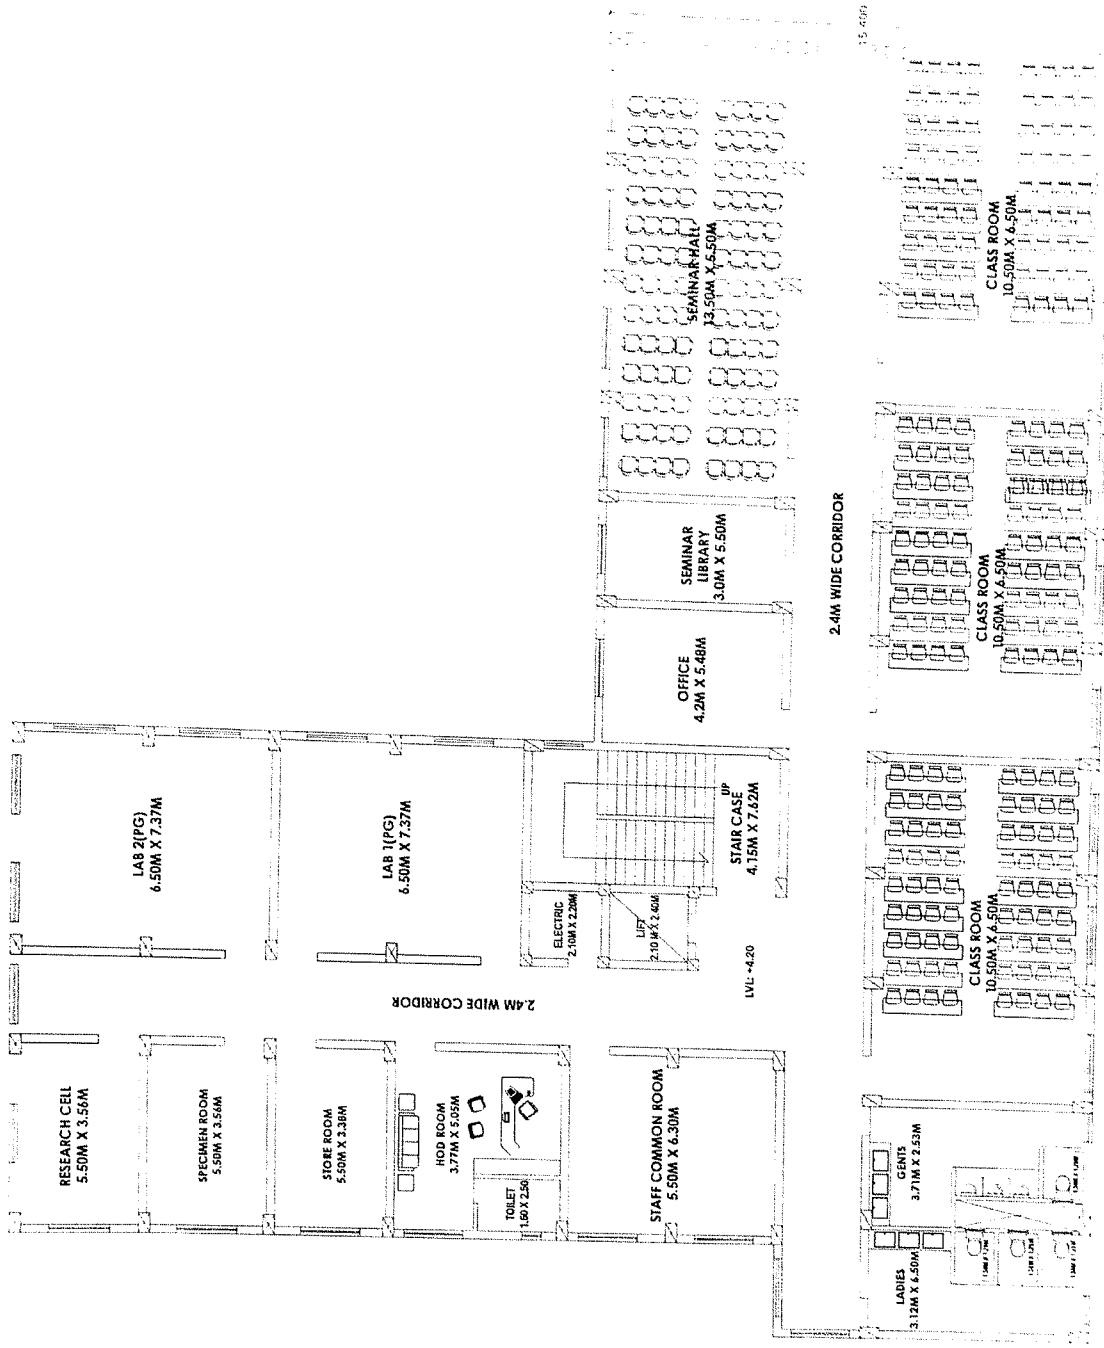 RESEARCH CELL
5.50M X 3.56M
SPECIMEN ROOM
5.50M X 3.56M
STORE ROOM
5.50M X 3.38M
HOD ROOM
3.77M X 5.05M
TOILET
1.60 X 2.50
STAFF COMMON ROOM
5.50M X 6.30M
2.4M WIDE CORRIDOR
LAB 2(PG)
6.50M X 7.37M
LAB 1(PG)
6.50M X 7.37M
ELECTRIC
2.10M X 2.20M
LIFT
2.10 M X 2.40M
LVL: +4.20
UP
STAIR CASE
4.15M X 7.62M
OFFICE
4.2M X 5.48M
SEMINAR
LIBRARY
3.0M X 5.50M
SEMINAR HALL
13.50M X 5.50M
2.4M WIDE CORRIDOR
LADIES
3.12M X 6.50M
GENTS
3.71M X 2.53M
CLASS ROOM
10.50M X 6.50M
CLASS ROOM
10.50M X 6.50M
CLASS ROOM
10.50M X 6.50M